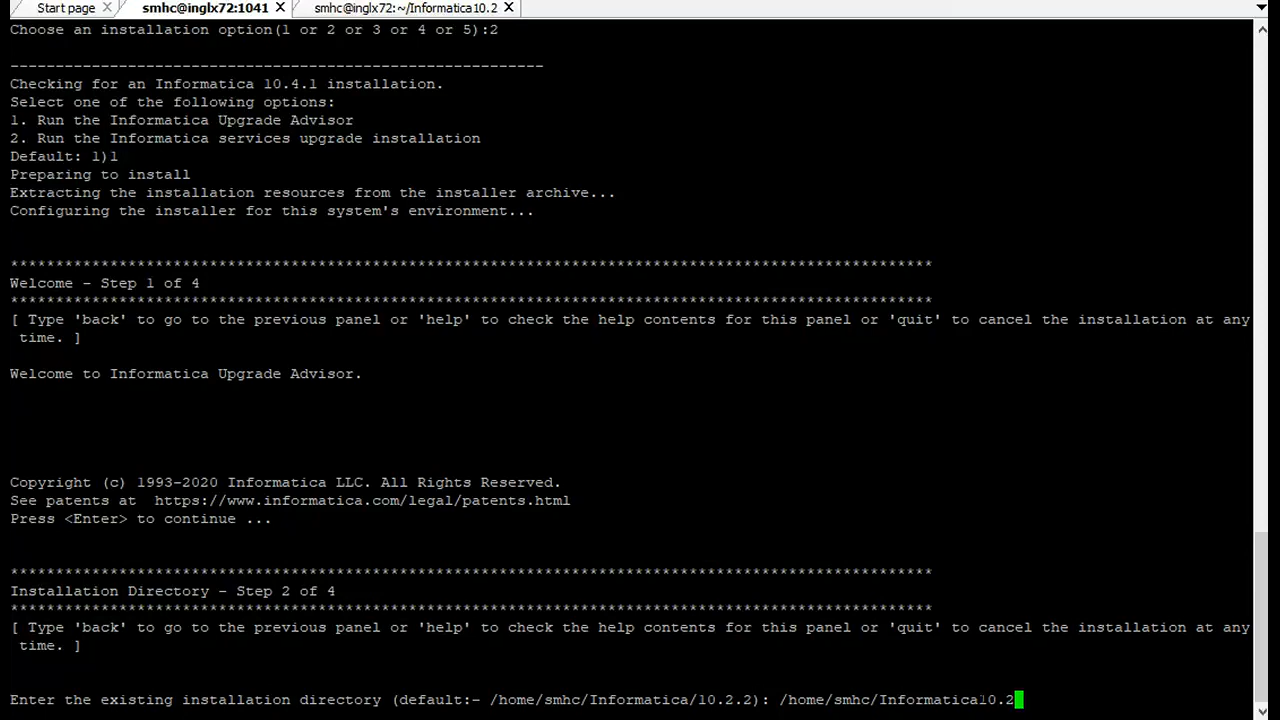 Start page
smhc@inglx72:1041
smhc@inglx72:~/Informatica10.2
Choose an installation option(1 or 2 or 3 or 4 or 5):2
-----------------------------------------------------------
Checking for an Informatica 10.4.1 installation.
Select one of the following options:
1. Run the Informatica Upgrade Advisor
2. Run the Informatica services upgrade installation
Default: 1)1
Preparing to install
Extracting the installation resources from the installer archive...
Configuring the installer for this system's environment...
******************************************************************************************************
Welcome - Step 1 of 4
******************************************************************************************************
[ Type 'back' to go to the previous panel or 'help' to check the help contents for this panel or 'quit' to cancel the installation at any
time. ]
Welcome to Informatica Upgrade Advisor.
Copyright (c) 1993-2020 Informatica LLC. All Rights Reserved.
See patents at  https://www.informatica.com/legal/patents.html
Press <Enter> to continue ...
******************************************************************************************************
Installation Directory - Step 2 of 4
******************************************************************************************************
[ Type 'back' to go to the previous panel or 'help' to check the help contents for this panel or 'quit' to cancel the installation at any
time. ]
Enter the existing installation directory (default:- /home/smhc/Informatica/10.2.2): /home/smhc/Informatica10.2